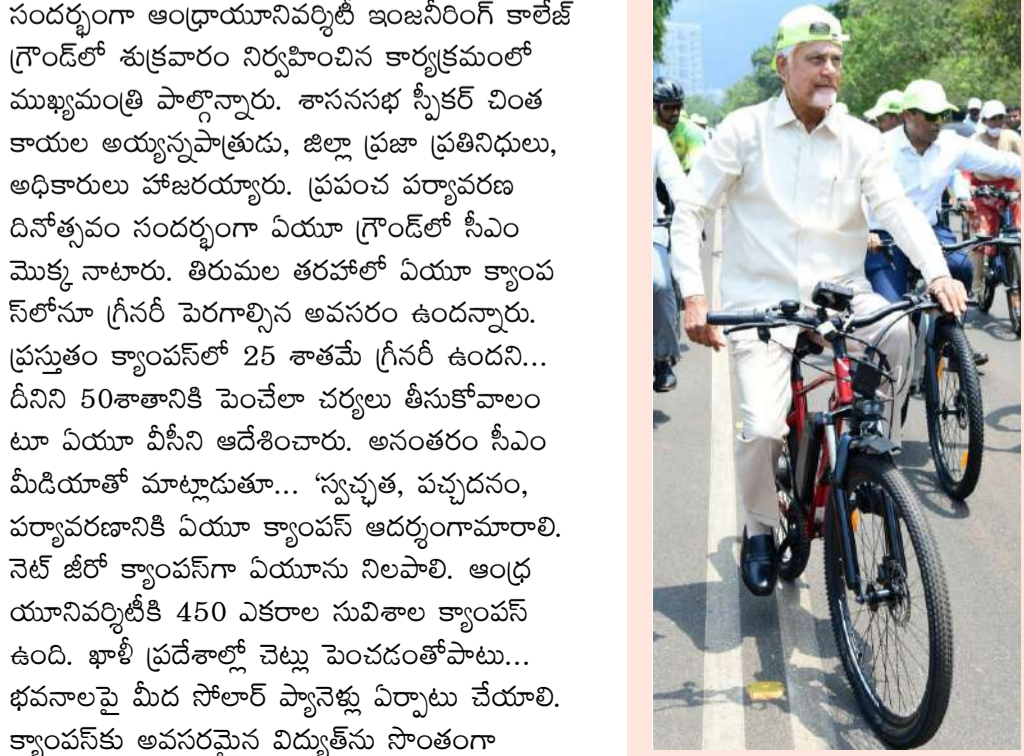 సందర్భంగా ఆంధ్రాయూనివర్శిటీ ఇంజనీరింగ్ కాలేజ్
గ్రౌండ్‌లో శుక్రవారం నిర్వహించిన కార్యక్రమంలో
ముఖ్యమంత్రి పాల్గొన్నారు. శాసనసభ స్పీకర్ చింత
కాయల అయ్యన్నపాత్రుడు, జిల్లా ప్రజా ప్రతినిధులు,
అధికారులు హాజరయ్యారు. ప్రపంచ పర్యావరణ
దినోత్సవం సందర్భంగా ఏయూ గ్రౌండ్‌లో సీఎం
మొక్క నాటారు. తిరుమల తరహాలో ఏయూ క్యాంప
స్‌లోనూ గ్రీనరీ పెరగాల్సిన అవసరం ఉందన్నారు.
ప్రస్తుతం క్యాంపస్‌లో 25 శాతమే గ్రీనరీ ఉందని...
దీనిని 50శాతానికి పెంచేలా చర్యలు తీసుకోవాలం
టూ ఏయూ వీసీని ఆదేశించారు. అనంతరం సీఎం
మీడియాతో మాట్లాడుతూ... ‘స్వచ్ఛత, పచ్చదనం,
పర్యావరణానికి ఏయూ క్యాంపస్ ఆదర్శంగామారాలి.
నెట్ జీరో క్యాంపస్‌గా ఏయూను నిలపాలి. ఆంధ్ర
యూనివర్శిటీకి 450 ఎకరాల సువిశాల క్యాంపస్
ఉంది. ఖాళీ ప్రదేశాల్లో చెట్లు పెంచడంతోపాటు...
భవనాలపై మీద సోలార్ ప్యానెళ్లు ఏర్పాటు చేయాలి.
క్యాంపస్‌కు అవసరమైన విద్యుత్‌ను సొంతంగా